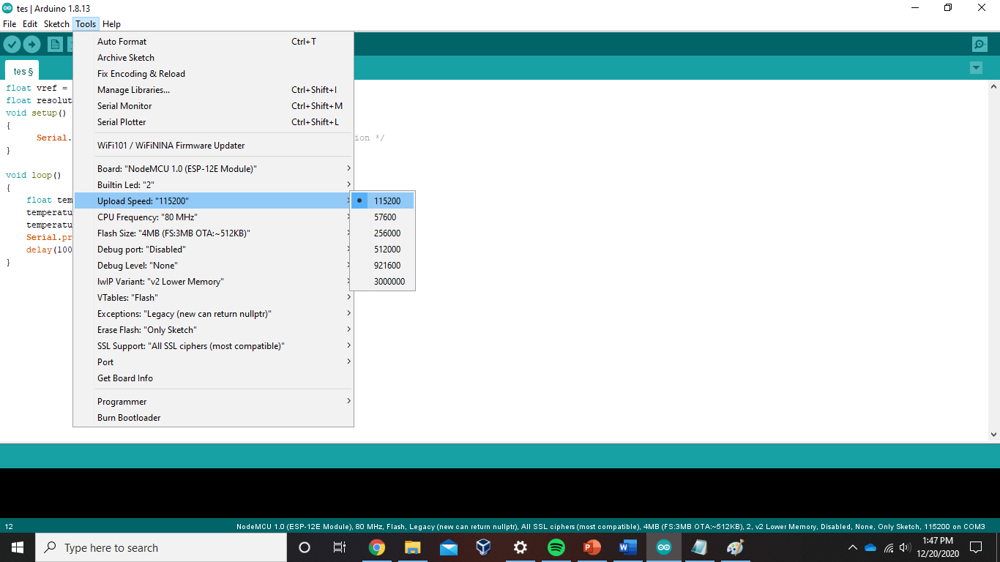 tes | Arduino 1.8.13
File Edit Sketch Tools Help
Auto Format Ctrl+T
Archive Sketch
Fix Encoding & Reload
Manage Libraries... Ctrl+Shift+I
Serial Monitor Ctrl+Shift+M
Serial Plotter Ctrl+Shift+L
WiFi101 / WiFiNINA Firmware Updater
Board: "NodeMCU 1.0 (ESP-12E Module)"
Builtin Led: "2"
Upload Speed: "115200"
CPU Frequency: "80 MHz"
Flash Size: "4MB (FS:3MB OTA:~512KB)"
Debug port: "Disabled"
Debug Level: "None"
IwIP Variant: "v2 Lower Memory"
VTables: "Flash"
Exceptions: "Legacy (new can return nullptr)"
Erase Flash: "Only Sketch"
SSL Support: "All SSL ciphers (most compatible)"
Port
Get Board Info
Programmer
Burn Bootloader
115200
57600
256000
512000
921600
3000000
tes §
float vref =
float resolut
void setup()
{
Serial. ion */
}
void loop()
{
float tem
temperatu
temperatu
Serial.pr
delay(100
}
12 NodeMCU 1.0 (ESP-12E Module), 80 MHz, Flash, Legacy (new can return nullptr), All SSL ciphers (most compatible), 4MB (FS:3MB OTA:~512KB), 2, v2 Lower Memory, Disabled, None, Only Sketch, 115200 on COM3
Type here to search
1:47 PM
12/20/2020